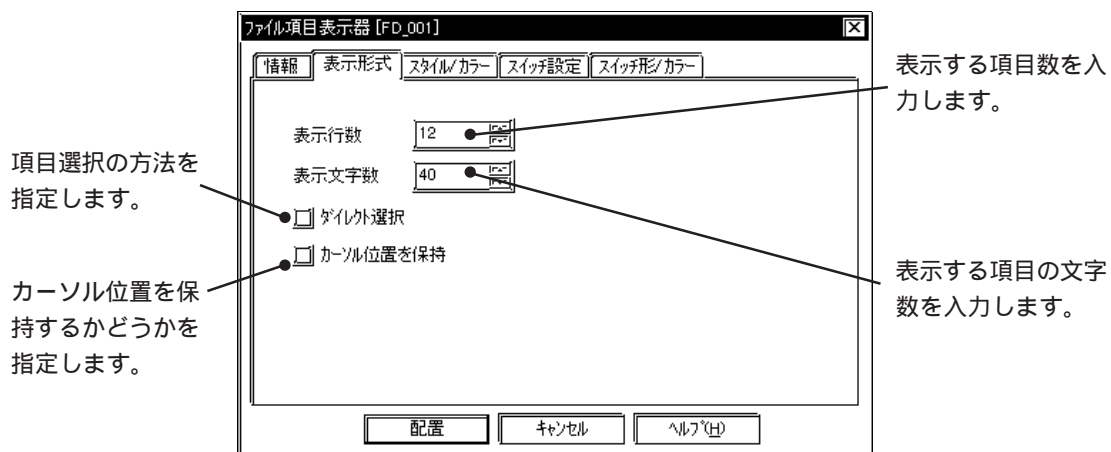 ファイル項目表示器 [FD_001]
情報 表示形式 スタイル/カラー スイッチ設定 スイッチ形/カラー
表示する項目数を入
力します。
表示行数 12
項目選択の方法を
指定します。
表示文字数 40
ダイレクト選択
カーソル位置を保持
表示する項目の文字
数を入力します。
カーソル位置を保
持するかどうかを
指定します。
配置 キャンセル ヘルプ(H)